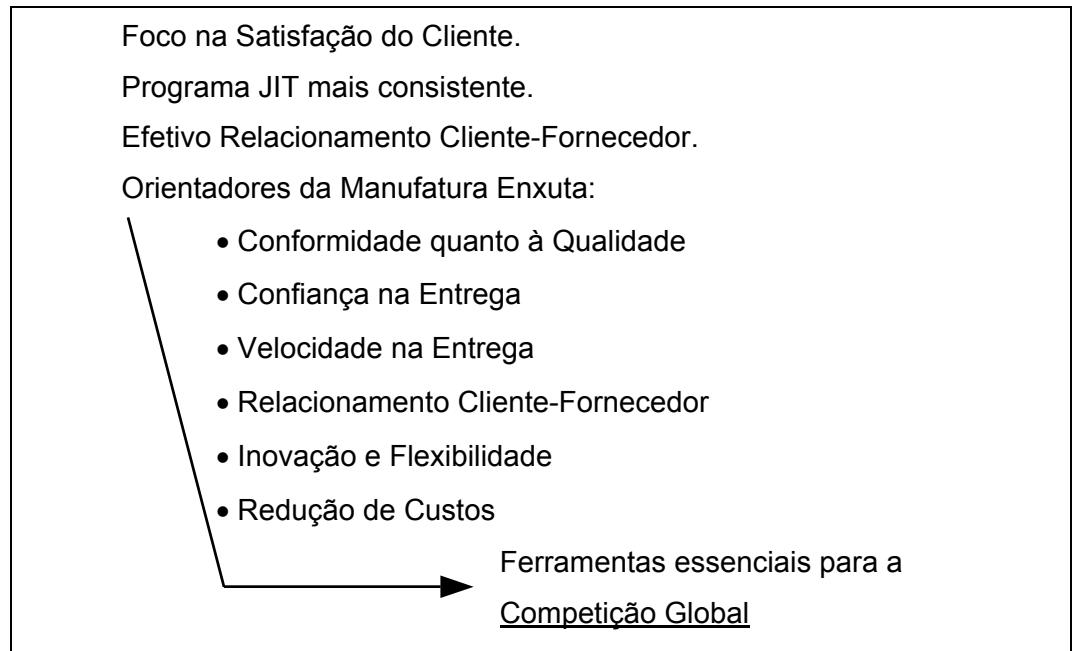 Foco na Satisfação do Cliente.
Programa JIT mais consistente.
Efetivo Relacionamento Cliente-Fornecedor.
Orientadores da Manufatura Enxuta:
• Conformidade quanto à Qualidade
• Confiança na Entrega
• Velocidade na Entrega
• Relacionamento Cliente-Fornecedor
• Inovação e Flexibilidade
• Redução de Custos
Ferramentas essenciais para a
Competição Global